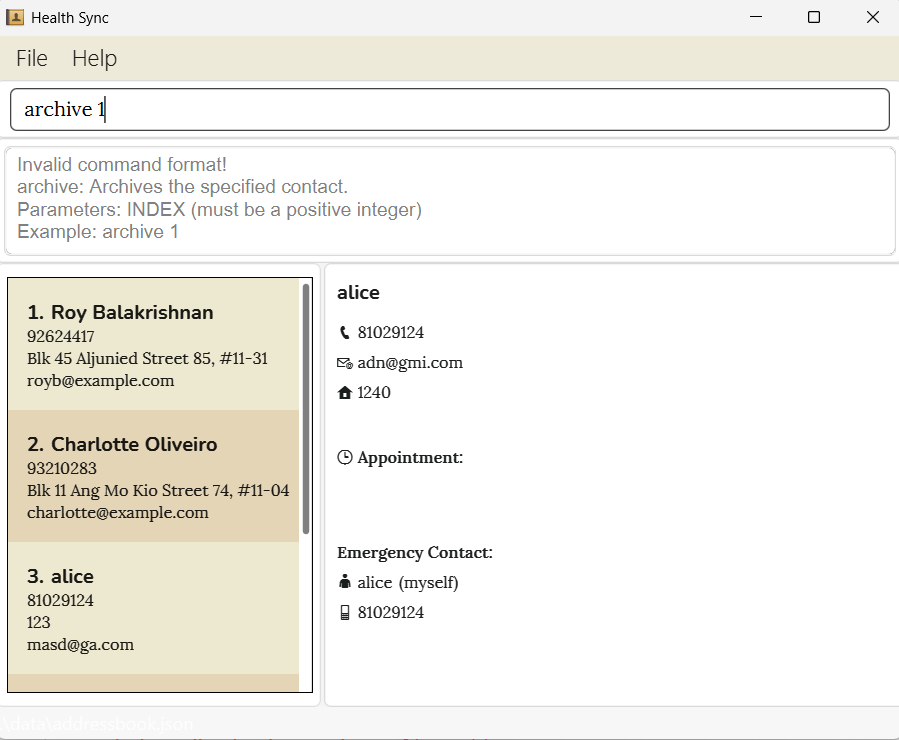 Health Sync
File Help
archive 1
Invalid command format!
archive: Archives the specified contact.
Parameters: INDEX (must be a positive integer)
Example: archive 1
1. Roy Balakrishnan
92624417
Blk 45 Aljunied Street 85, #11-31
royb@example.com
2. Charlotte Oliveiro
93210283
Blk 11 Ang Mo Kio Street 74, #11-04
charlotte@example.com
3. alice
81029124
123
masd@ga.com
alice
81029124
adn@gmi.com
1240
Appointment:
Emergency Contact:
alice (myself)
81029124
.\data\addressbook.json